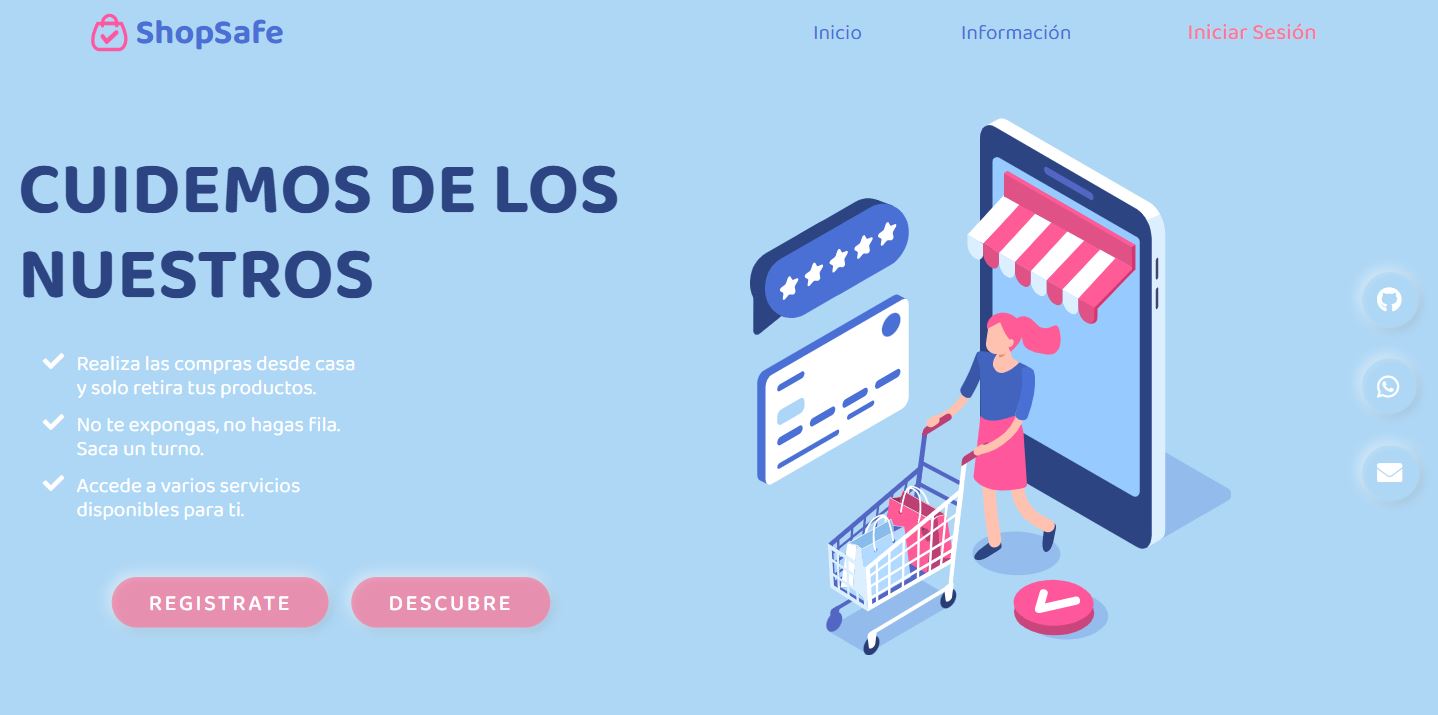 ShopSafe
Inicio
Información
Iniciar Sesión
CUIDEMOS DE LOS
NUESTROS
Realiza las compras desde casa
y solo retira tus productos.
No te expongas, no hagas fila.
Saca un turno.
Accede a varios servicios
disponibles para ti.
REGISTRATE
DESCUBRE